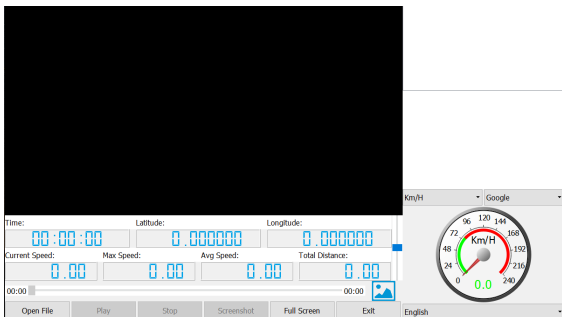 Km/H Google
Time: Latitude: Longitude:
00:00:00 0.000000 0.000000
Current Speed: Max Speed: Avg Speed: Total Distance:
0.00 0.00 0.00 0.00
00:00 00:00
Open File Play Stop Screenshot Full Screen Exit
0 24 48 72 96 120 144 168 192 216 240
Km/H
0.0
English